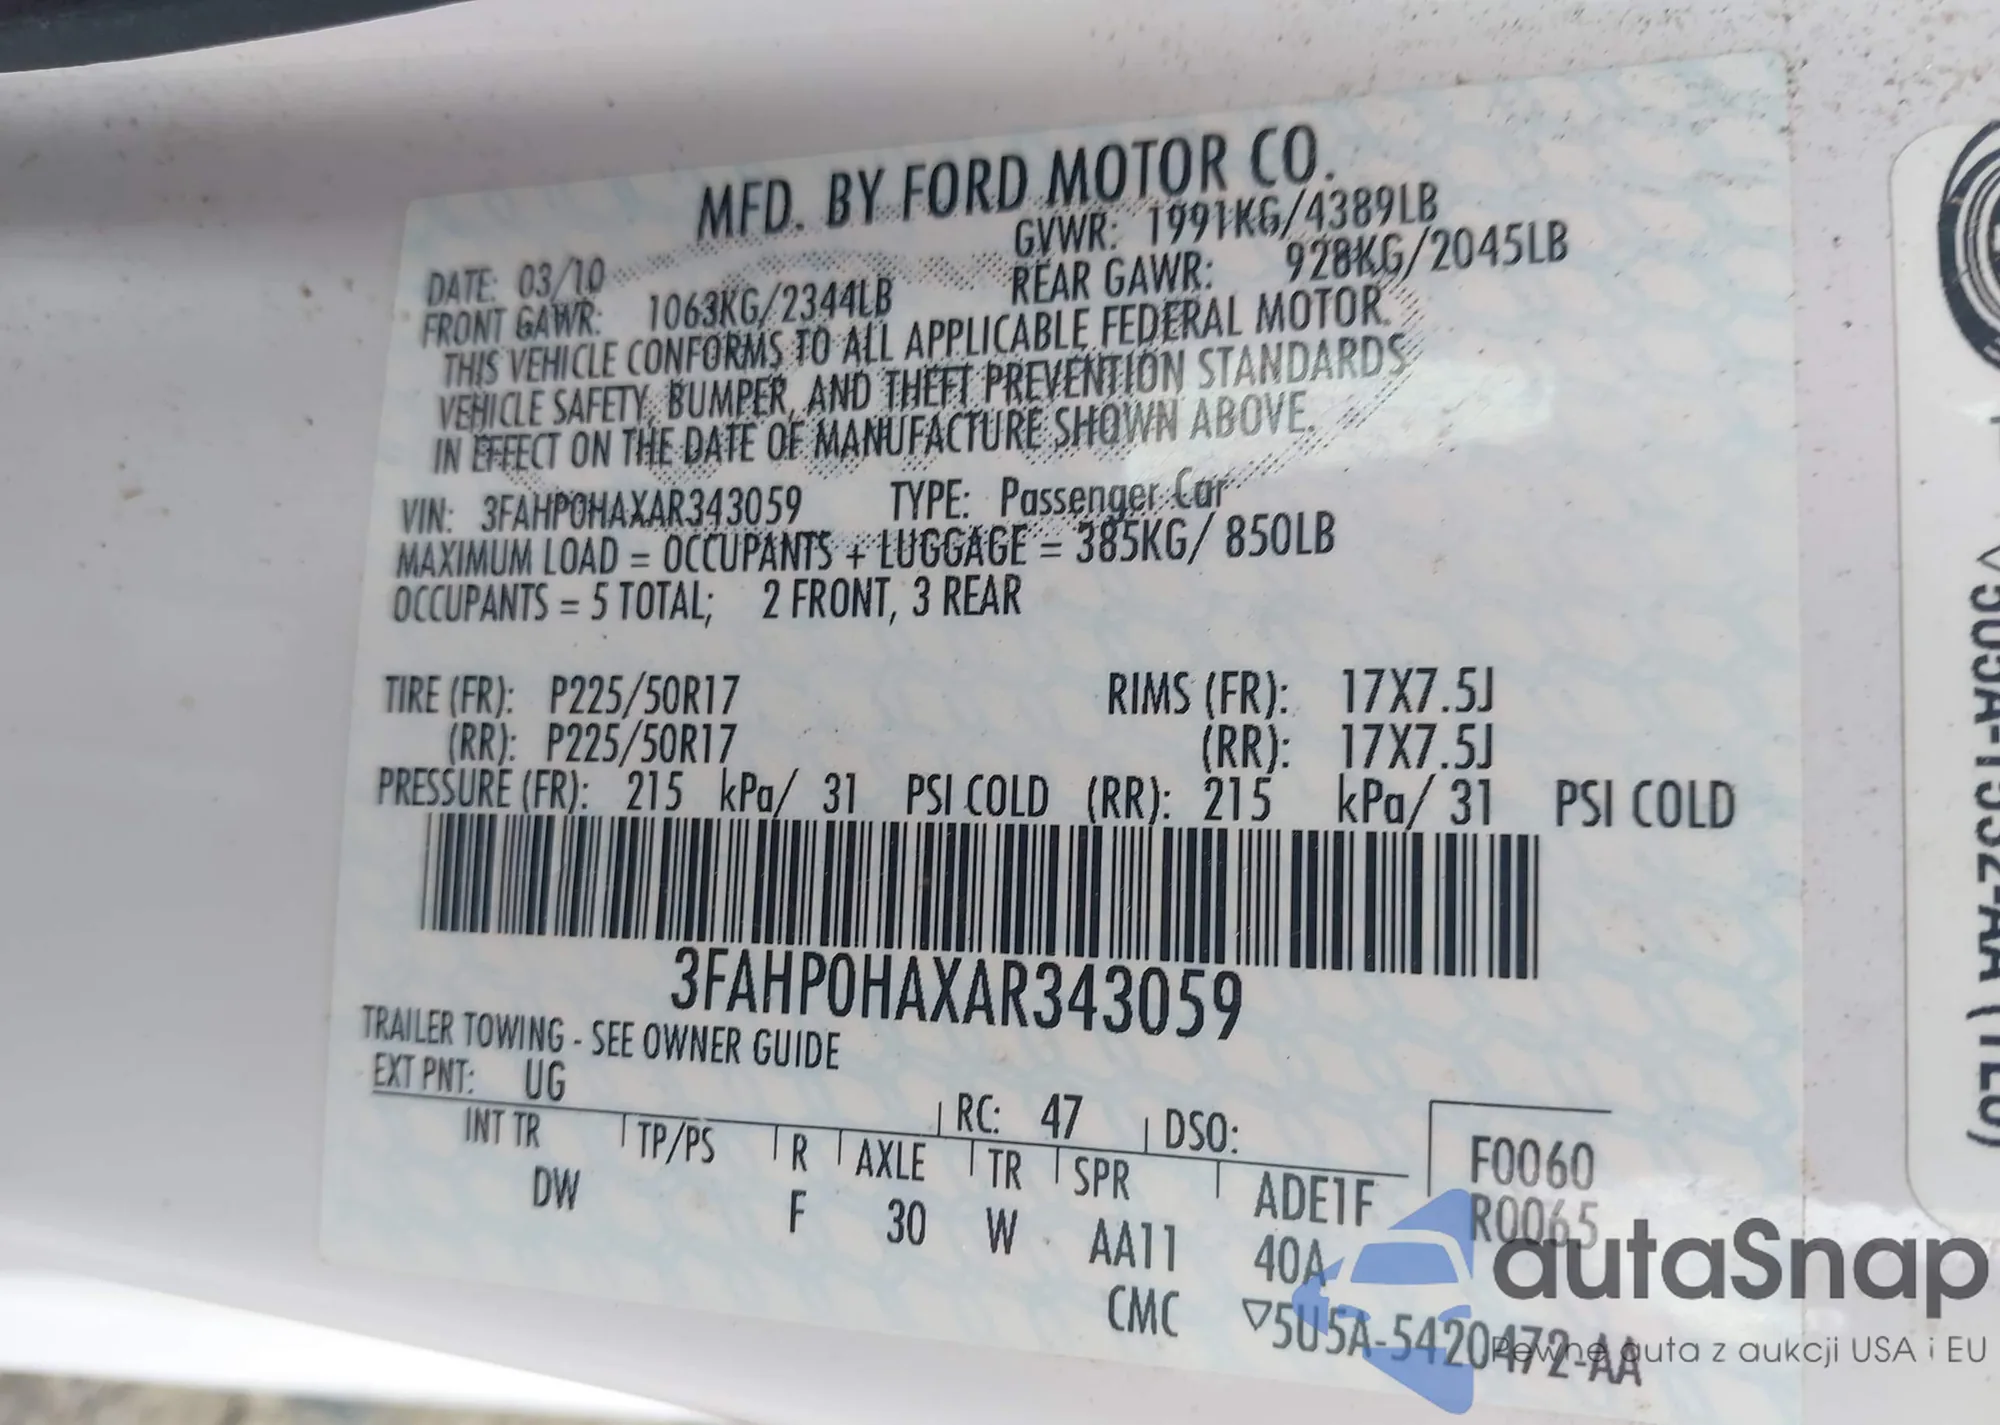 MFD. BY FORD MOTOR CO.
DATE: 03/10 GVWR: 1991KG/4389LB
FRONT GAWR: 1063KG/2344LB REAR GAWR: 928KG/2045LB
THIS VEHICLE CONFORMS TO ALL APPLICABLE FEDERAL MOTOR
VEHICLE SAFETY, BUMPER, AND THEFT PREVENTION STANDARDS
IN EFFECT ON THE DATE OF MANUFACTURE SHOWN ABOVE.
VIN: 3FAHP0HAXAR343059 TYPE: Passenger Car
MAXIMUM LOAD = OCCUPANTS + LUGGAGE = 385KG/ 850LB
OCCUPANTS = 5 TOTAL; 2 FRONT, 3 REAR
TIRE (FR): P225/50R17 RIMS (FR): 17X7.5J
(RR): P225/50R17 (RR): 17X7.5J
PRESSURE (FR): 215 kPa/ 31 PSI COLD (RR): 215 kPa/ 31 PSI COLD
3FAHP0HAXAR343059
TRAILER TOWING - SEE OWNER GUIDE
EXT PNT: UG RC: 47 DSO:
INT TR TP/PS R AXLE TR SPR ADE1F F0060
DW F 30 W AA11 40A R0065
CMC ▽5U5A-5420472-AA
autaSnap
Pewne auta z aukcji USA i EU